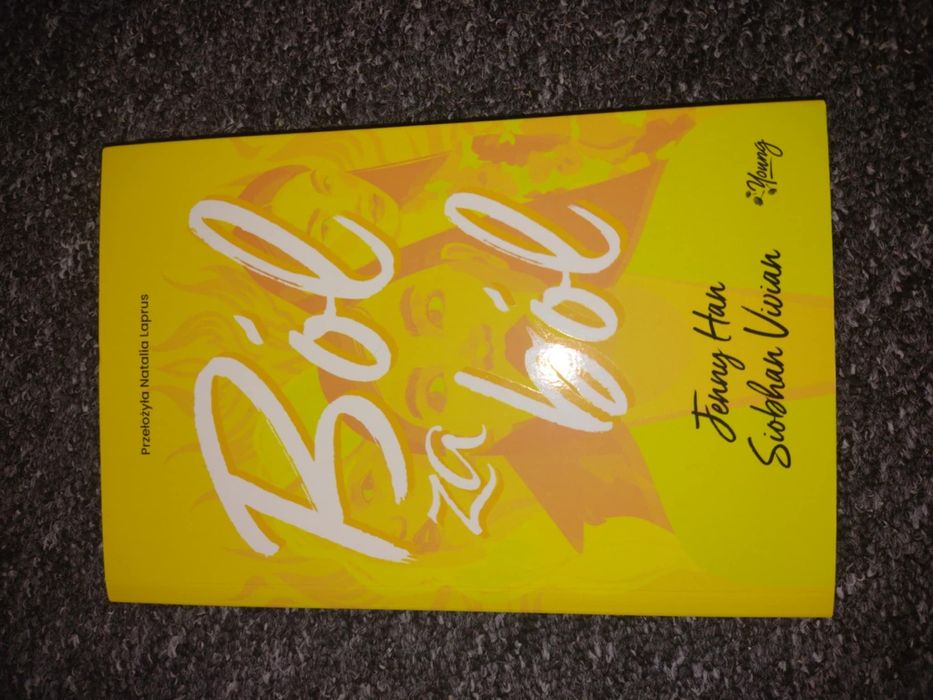 Przełożyła Natalia Laprus
Ból
za
ból
Jenny Han
Siobhan Vivian
Young